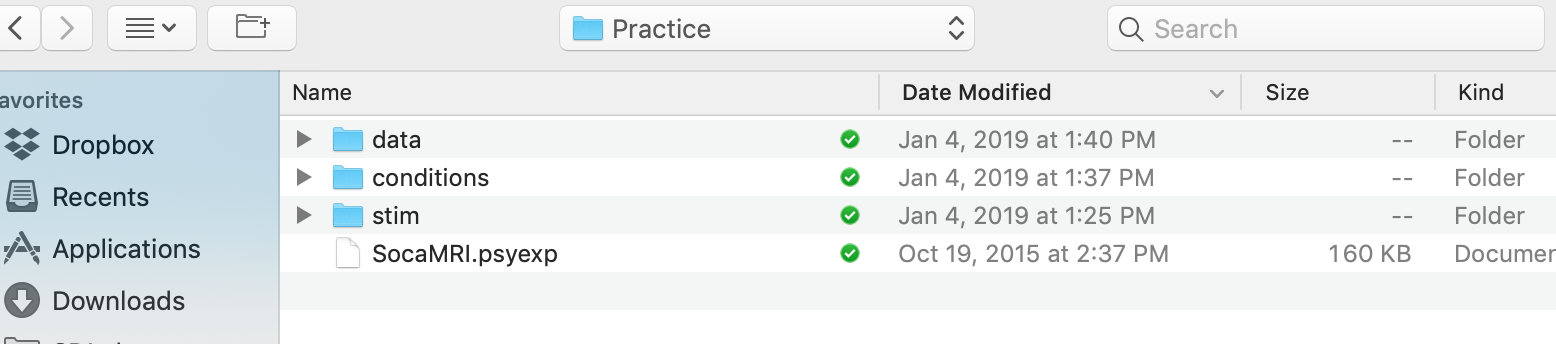 Practice
Search
avorites
Name Date Modified Size Kind
Dropbox
Recents
Applications
Downloads
data Jan 4, 2019 at 1:40 PM -- Folder
conditions Jan 4, 2019 at 1:37 PM -- Folder
stim Jan 4, 2019 at 1:25 PM -- Folder
SocaMRI.psyexp Oct 19, 2015 at 2:37 PM 160 KB Documen